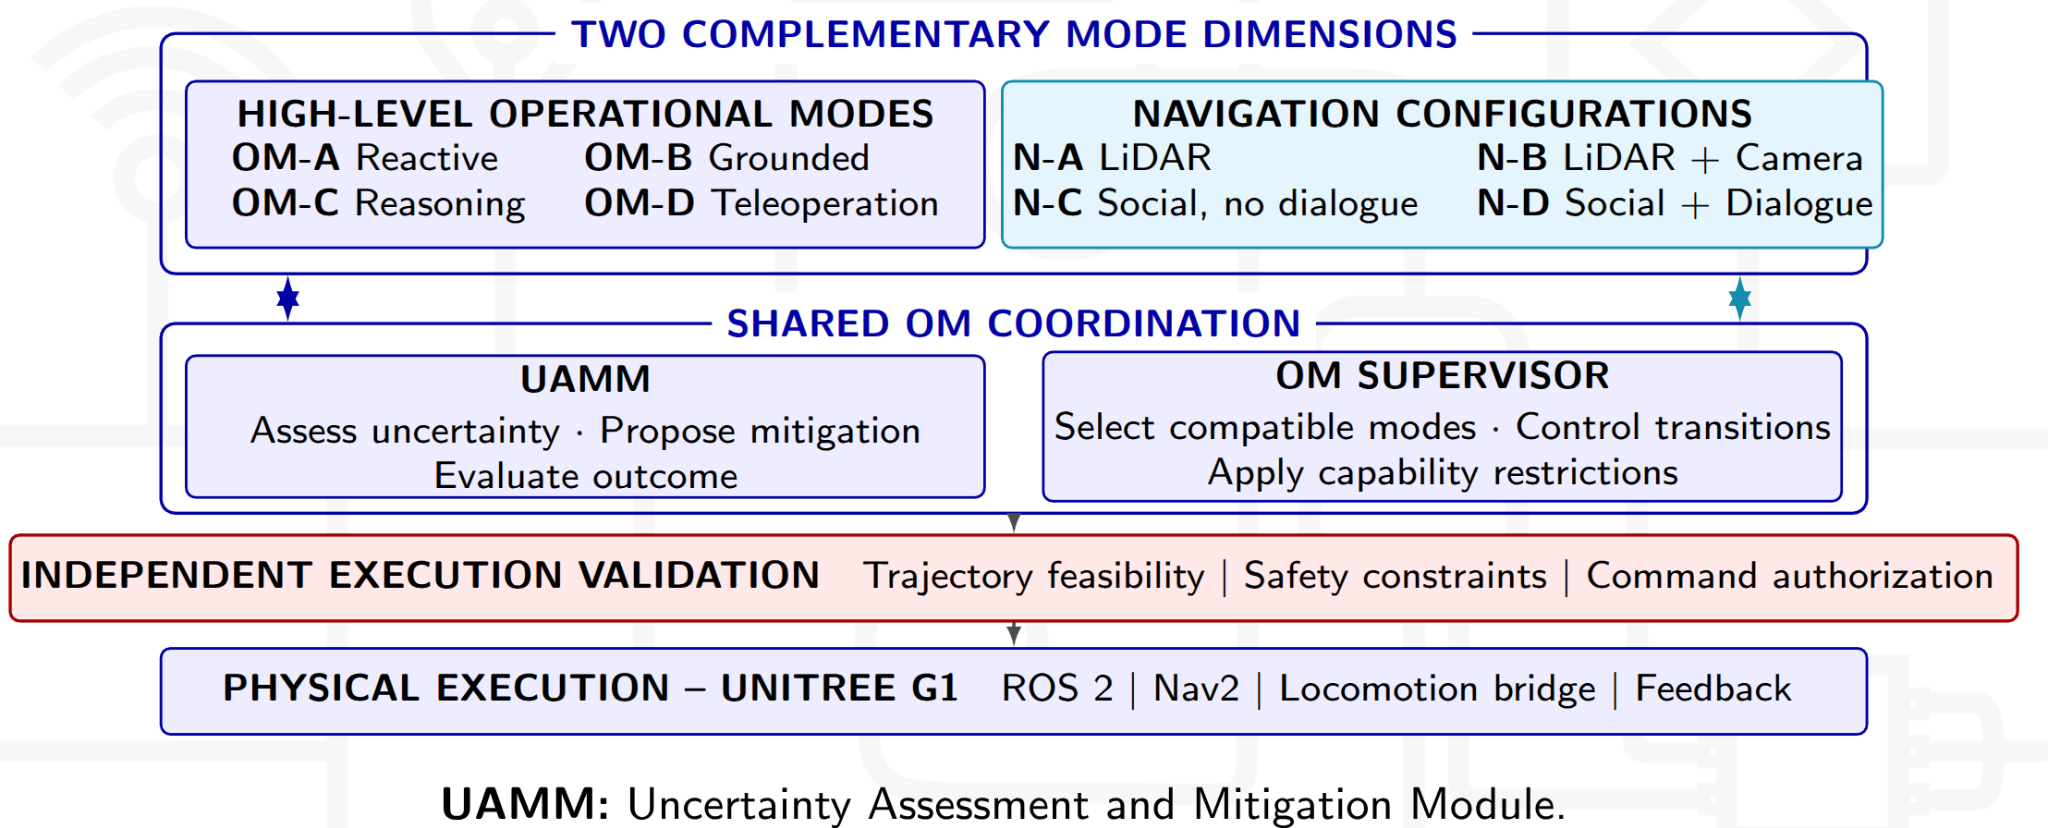 TWO COMPLEMENTARY MODE DIMENSIONS
HIGH-LEVEL OPERATIONAL MODES
OM-A Reactive OM-B Grounded
OM-C Reasoning OM-D Teleoperation
NAVIGATION CONFIGURATIONS
N-A LiDAR N-B LiDAR + Camera
N-C Social, no dialogue N-D Social + Dialogue
SHARED OM COORDINATION
UAMM
Assess uncertainty · Propose mitigation
Evaluate outcome
OM SUPERVISOR
Select compatible modes · Control transitions
Apply capability restrictions
INDEPENDENT EXECUTION VALIDATION Trajectory feasibility | Safety constraints | Command authorization
PHYSICAL EXECUTION – UNITREE G1 ROS 2 | Nav2 | Locomotion bridge | Feedback
UAMM: Uncertainty Assessment and Mitigation Module.